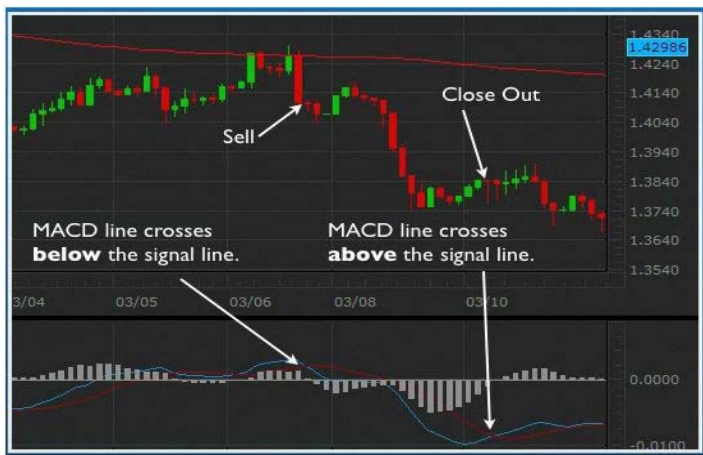 1.4340
1.42986
1.4240
1.4140
Close Out
1.4040
Sell
1.3940
1.3840
MACD line crosses
below the signal line.
MACD line crosses
above the signal line.
1.3740
1.3640
1.3540
3/04 03/05 03/06 03/08 03/10
0.0000
-0.0100